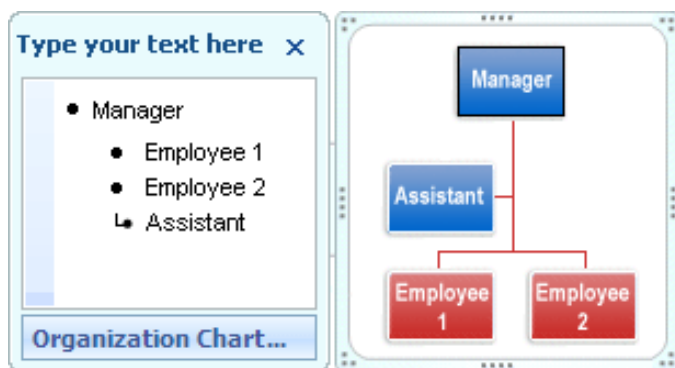 Type your text here x
Manager
Employee 1
Employee 2
Assistant
Organization Chart...
Manager
Assistant
Employee
1
Employee
2